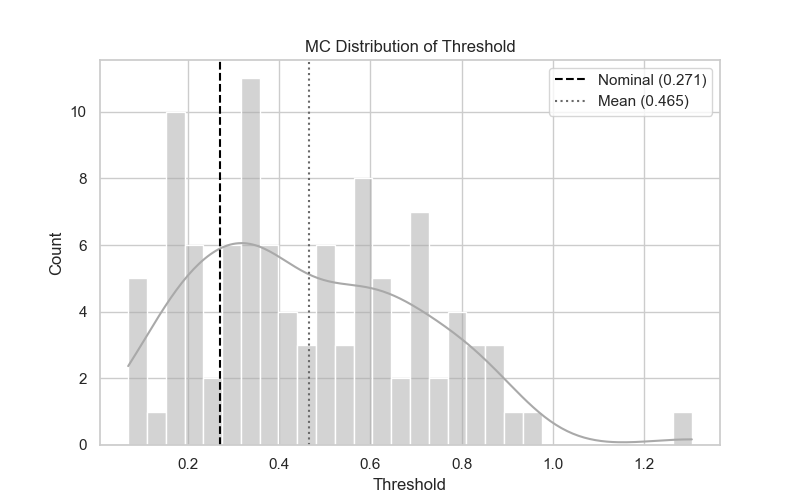 MC Distribution of Threshold
Nominal (0.271)
Mean (0.465)
Count
10
8
6
4
2
0
0.2 0.4 0.6 0.8 1.0 1.2
Threshold